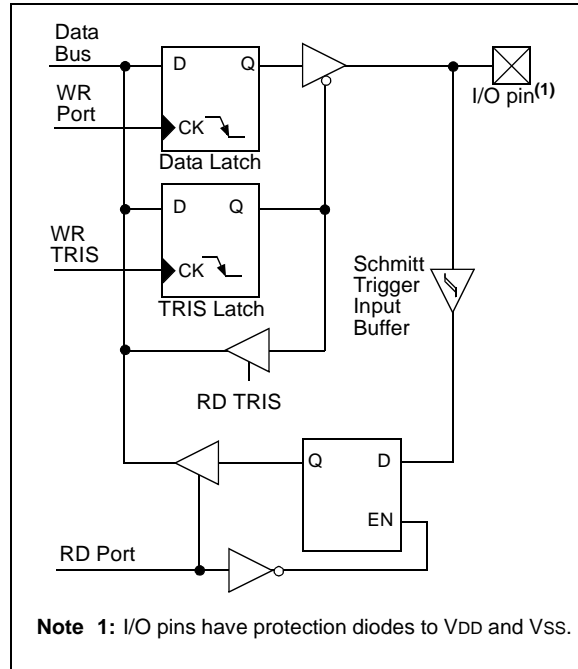 Data
Bus
D
Q
WR
Port
CK
Data Latch
I/O pin(1)
D
Q
WR
TRIS
CK
TRIS Latch
Schmitt
Trigger
Input
Buffer
RD TRIS
Q
D
EN
RD Port
Note 1: I/O pins have protection diodes to VDD and VSS.